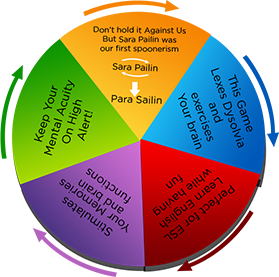 Don't hold it Against Us
But Sara Pailin was
our first spoonerism
Sara Pailin
Para Sailin
This Game
Lexes Dysolvia
and
exercises
Your brain
Perfect for ESL
Learn English
while having
fun
Stimulates
Your Memories
and brain
functions
Keep Your
Mental Acuity
On High
Alert!